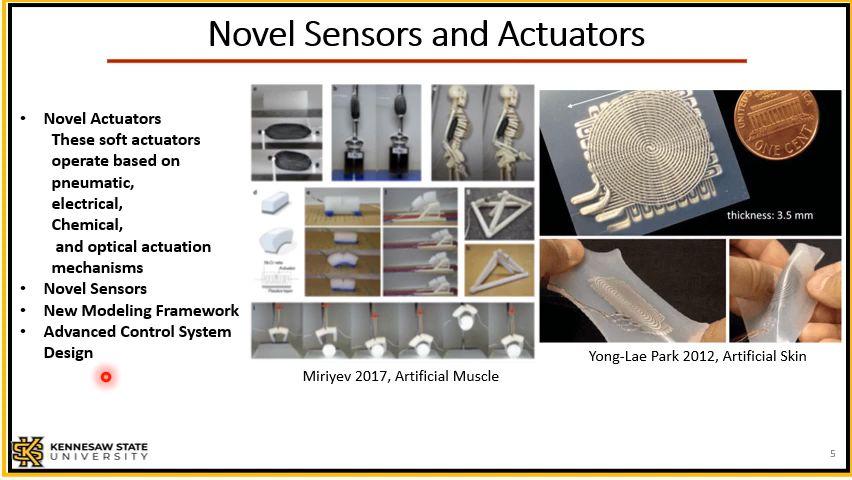 Novel Sensors and Actuators
• Novel Actuators
These soft actuators
operate based on
pneumatic,
electrical,
Chemical,
and optical actuation
mechanisms
• Novel Sensors
• New Modeling Framework
• Advanced Control System
Design
a
b
d
e
f
Actuator
thickness: 3.5 mm
UNITED
ONE CENT
Miriyev 2017, Artificial Muscle
Yong-Lae Park 2012, Artificial Skin
KENNESAW STATE
UNIVERSITY
5